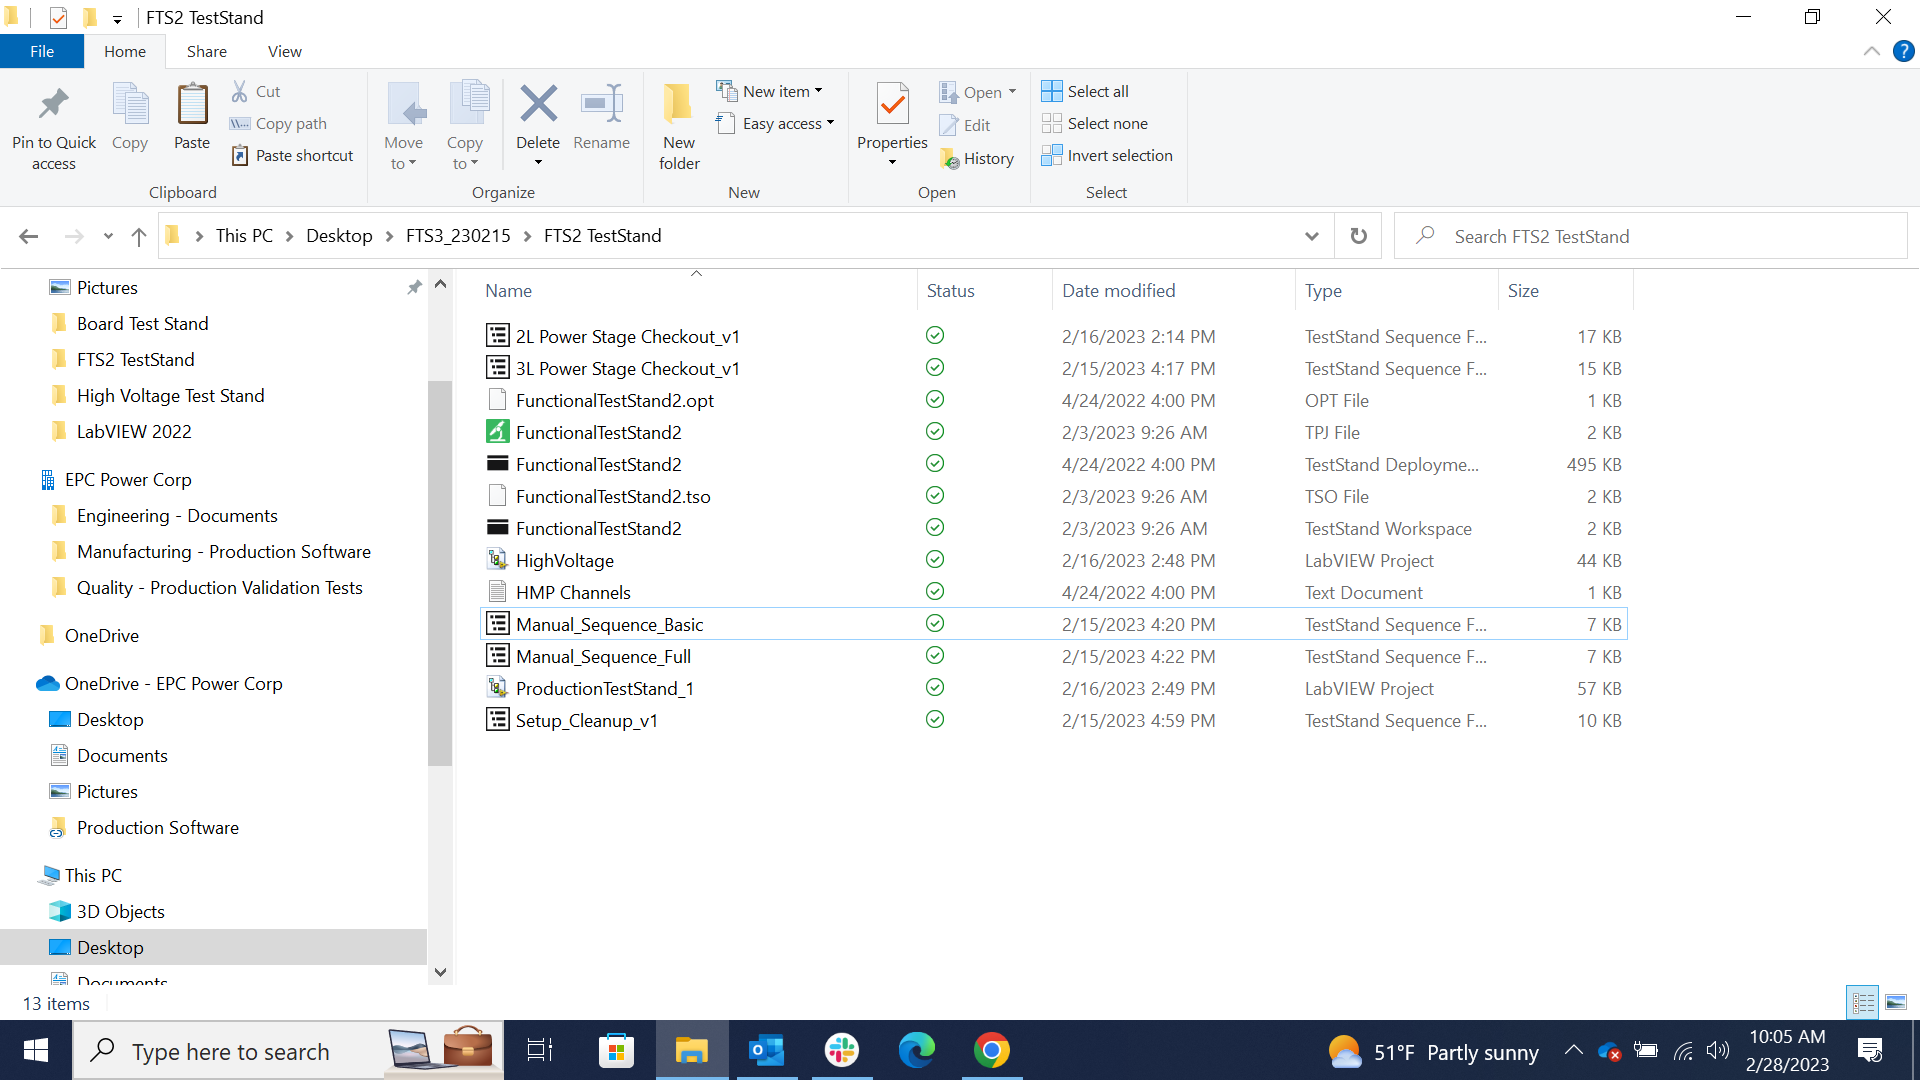 FTS2 TestStand
File
Home
Share
View
Pin to Quick access
Copy
Paste
Cut
Copy path
Paste shortcut
Clipboard
Move to
Copy to
Delete
Rename
Organize
New folder
New item
Easy access
New
Properties
Open
Edit
History
Open
Select all
Select none
Invert selection
Select
This PC > Desktop > FTS3_230215 > FTS2 TestStand
Search FTS2 TestStand
Pictures
Board Test Stand
FTS2 TestStand
High Voltage Test Stand
LabVIEW 2022
EPC Power Corp
Engineering - Documents
Manufacturing - Production Software
Quality - Production Validation Tests
OneDrive
OneDrive - EPC Power Corp
Desktop
Documents
Pictures
Production Software
This PC
3D Objects
Desktop
Documents
Name Status Date modified Type Size
2L Power Stage Checkout_v1 2/16/2023 2:14 PM TestStand Sequence F... 17 KB
3L Power Stage Checkout_v1 2/15/2023 4:17 PM TestStand Sequence F... 15 KB
FunctionalTestStand2.opt 4/24/2022 4:00 PM OPT File 1 KB
FunctionalTestStand2 2/3/2023 9:26 AM TPJ File 2 KB
FunctionalTestStand2 4/24/2022 4:00 PM TestStand Deployme... 495 KB
FunctionalTestStand2.tso 2/3/2023 9:26 AM TSO File 2 KB
FunctionalTestStand2 2/3/2023 9:26 AM TestStand Workspace 2 KB
HighVoltage 2/16/2023 2:48 PM LabVIEW Project 44 KB
HMP Channels 4/24/2022 4:00 PM Text Document 1 KB
Manual_Sequence_Basic 2/15/2023 4:20 PM TestStand Sequence F... 7 KB
Manual_Sequence_Full 2/15/2023 4:22 PM TestStand Sequence F... 7 KB
ProductionTestStand_1 2/16/2023 2:49 PM LabVIEW Project 57 KB
Setup_Cleanup_v1 2/15/2023 4:59 PM TestStand Sequence F... 10 KB
13 items
Type here to search
51°F Partly sunny
10:05 AM
2/28/2023